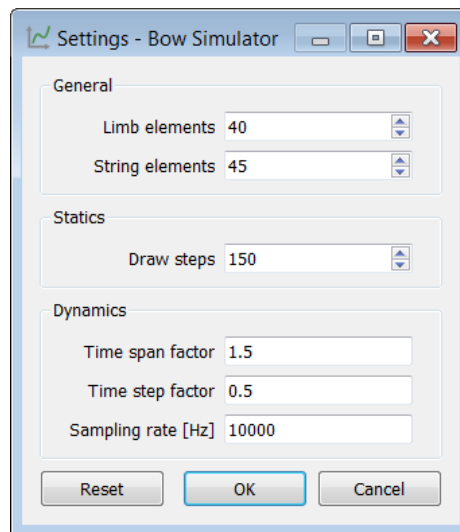 Settings - Bow Simulator
General
Limb elements 40
String elements 45
Statics
Draw steps 150
Dynamics
Time span factor 1.5
Time step factor 0.5
Sampling rate [Hz] 10000
Reset OK Cancel